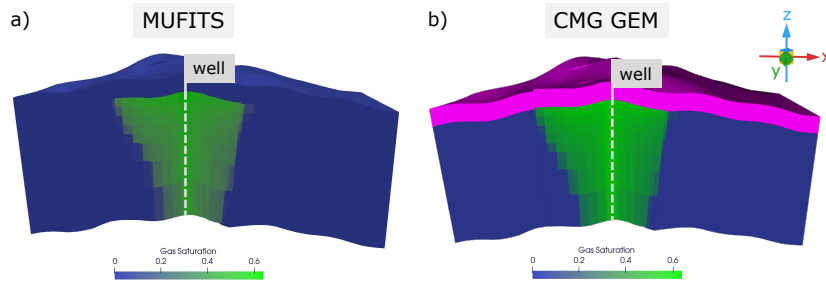 a)
MUFITS
well
Gas Saturation
0 0.2 0.4 0.6
b)
CMG GEM
well
z
x
y
Gas Saturation
0 0.2 0.4 0.6